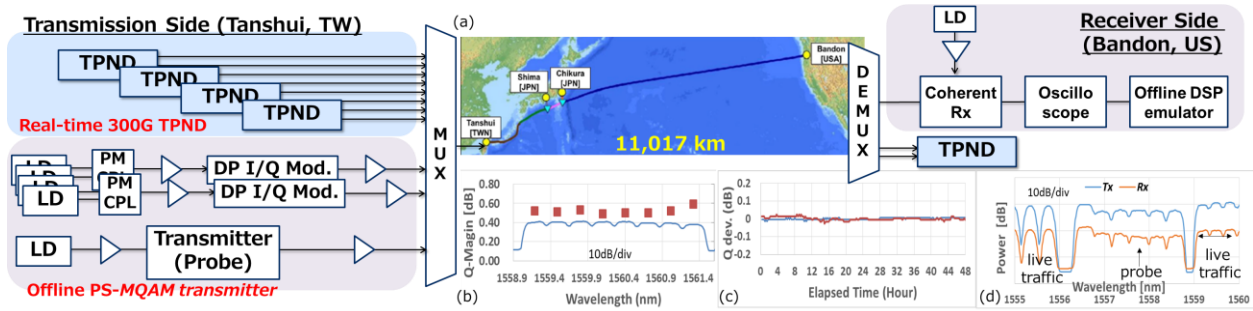 Transmission Side (Tanshui, TW)
TPND
TPND
TPND
TPND
Real-time 300G TPND
LD
LD
LD
LD
PM
CPL
PM
CPL
DP I/Q Mod.
DP I/Q Mod.
LD
Transmitter
(Probe)
Offline PS-MQAM transmitter
MUX
(a)
Bandon
[USA]
Shima
[JPN]
Chikura
[JPN]
Tanshui
[TWN]
11,017 km
DEMUX
LD
Receiver Side
(Bandon, US)
Coherent
Rx
Oscillo
scope
Offline DSP
emulator
TPND
Q-Magin [dB]
0.80
0.60
0.40
0.20
0.00
10dB/div
1558.9 1559.4 1559.9 1560.4 1560.9 1561.4
(b) Wavelength (nm)
(c)
Q dev. (dB)
0.2
0.1
0
-0.1
-0.2
0 4 8 12 16 20 24 28 32 36 40 44 48
Elapsed Time (Hour)
10dB/div
Tx Rx
Power [dB]
live
traffic
probe
live
traffic
(d)
1555 1556 1557 1558 1559 1560
Wavelength [nm]